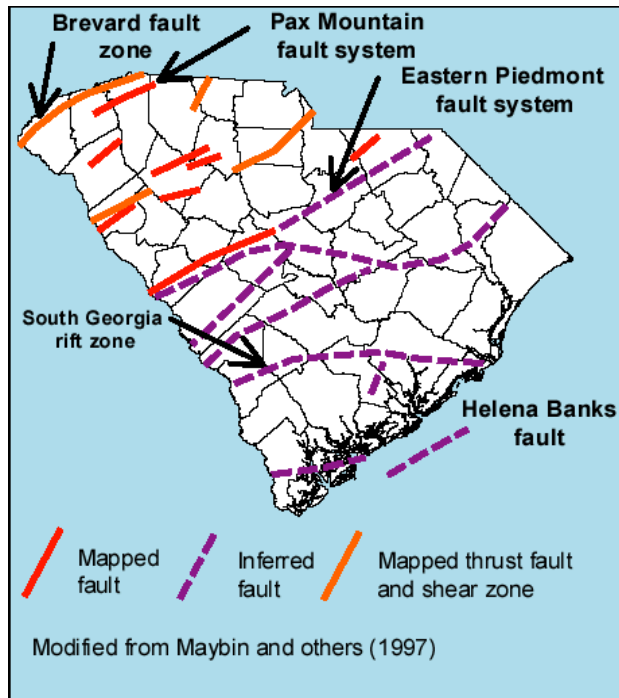 Brevard fault
zone
Pax Mountain
fault system
Eastern Piedmont
fault system
South Georgia
rift zone
Helena Banks
fault
Mapped
fault
Inferred
fault
Mapped thrust fault
and shear zone
Modified from Maybin and others (1997)